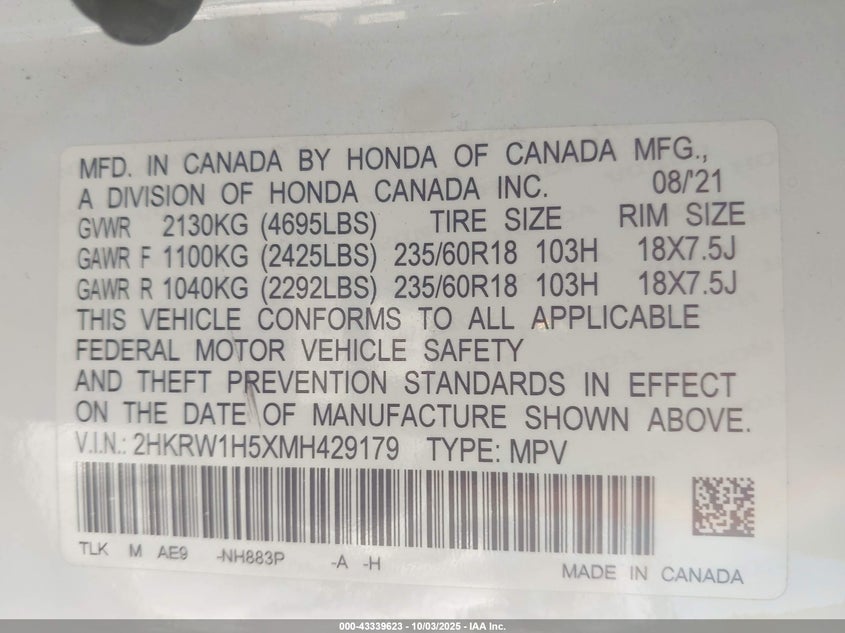 MFD. IN CANADA BY HONDA OF CANADA MFG.,
A DIVISION OF HONDA CANADA INC. 08/'21
GVWR 2130KG (4695LBS) TIRE SIZE RIM SIZE
GAWR F 1100KG (2425LBS) 235/60R18 103H 18X7.5J
GAWR R 1040KG (2292LBS) 235/60R18 103H 18X7.5J
THIS VEHICLE CONFORMS TO ALL APPLICABLE
FEDERAL MOTOR VEHICLE SAFETY
AND THEFT PREVENTION STANDARDS IN EFFECT
ON THE DATE OF MANUFACTURE SHOWN ABOVE.
V.I.N.: 2HKRW1H5XMH429179 TYPE: MPV
TLK M AE9 -NH883P -A -H
MADE IN CANADA
000-43339623 - 10/03/2025 - IAA Inc.